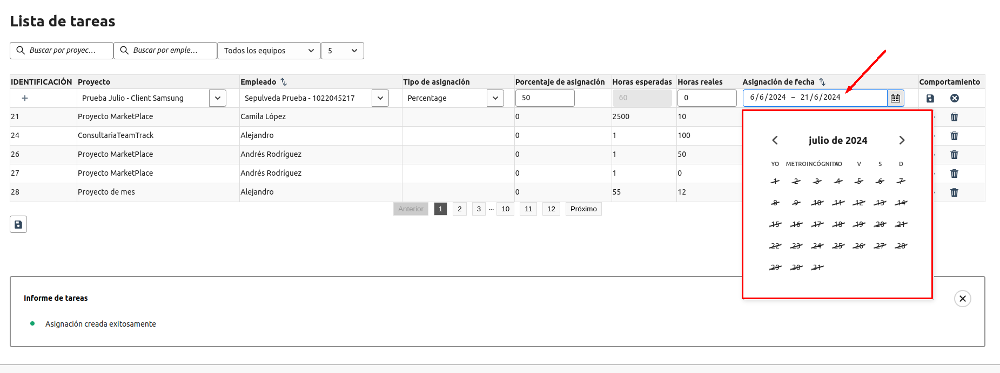 Lista de tareas
Buscar por proyec... Buscar por emple... Todos los equipos 5
IDENTIFICACIÓN Proyecto Empleado Tipo de asignación Porcentaje de asignación Horas esperadas Horas reales Asignación de fecha Comportamiento
+ Prueba Julio - Client Samsung Sepulveda Prueba - 1022045217 Percentage 50 60 0 6/6/2024 – 21/6/2024
21 Proyecto MarketPlace Camila López 0 2500 10
24 ConsultariaTeamTrack Alejandro 0 1 100
26 Proyecto MarketPlace Andrés Rodríguez 0 1 50
27 Proyecto MarketPlace Andrés Rodríguez 0 1 0
28 Proyecto de mes Alejandro 0 55 12
Anterior 1 2 3 ... 10 11 12 Próximo
julio de 2024
YO METRO INCÓGNITA V S D
1 2 3 4 5 6 7
8 9 10 11 12 13 14
15 16 17 18 19 20 21
22 23 24 25 26 27 28
29 30 31
Informe de tareas
Asignación creada exitosamente